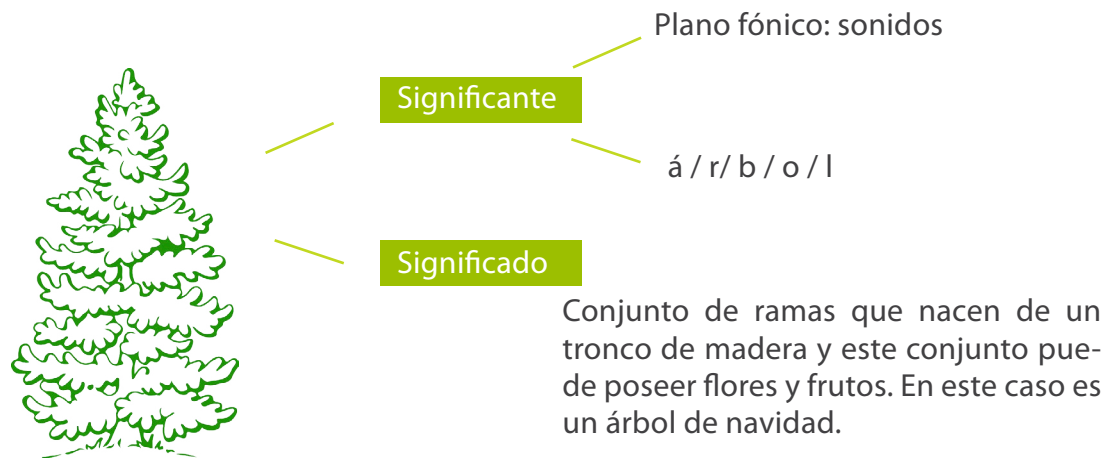 Plano fónico: sonidos
Significante
á / r/ b / o / l
Significado
Conjunto de ramas que nacen de un
tronco de madera y este conjunto pue-
de poseer flores y frutos. En este caso es
un árbol de navidad.